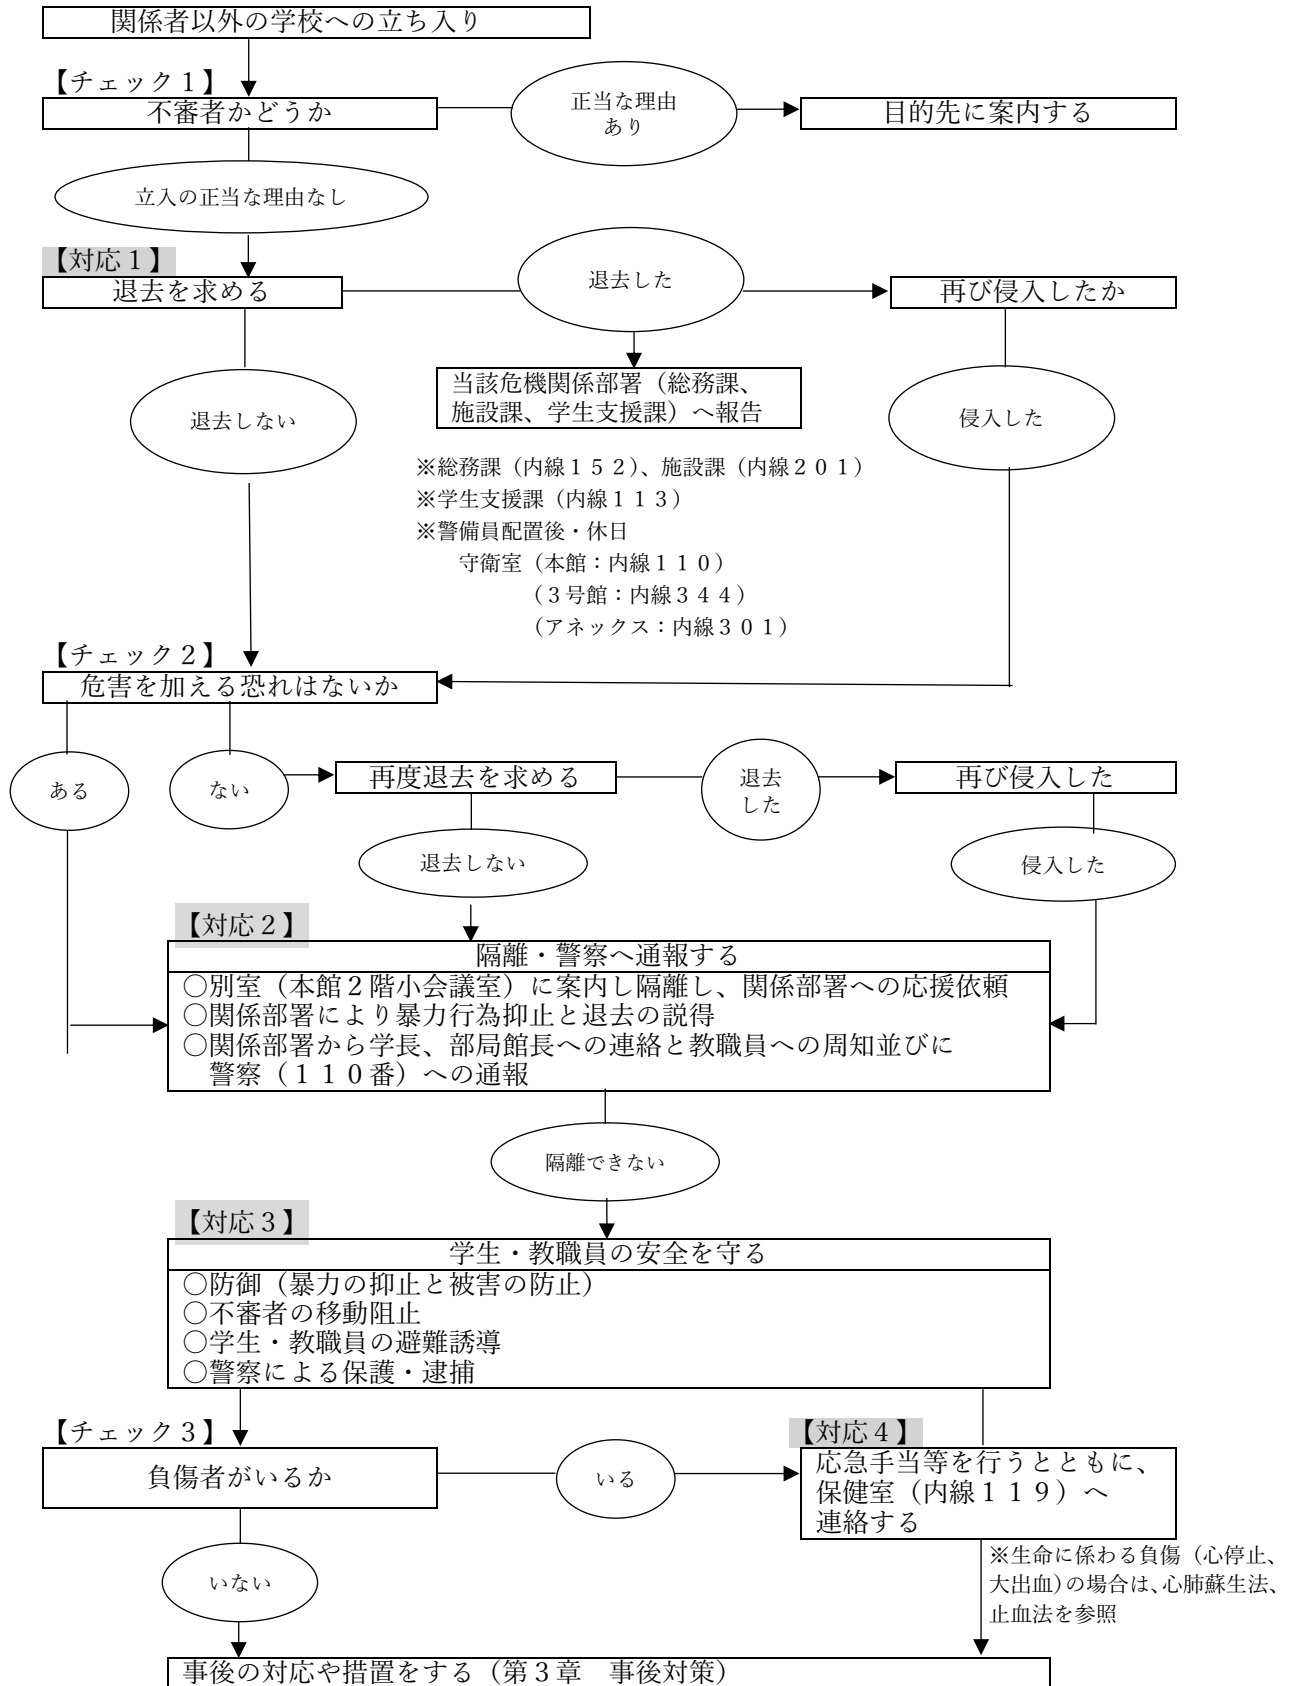 関係者以外の学校への立ち入り
【チェック１】
不審者かどうか
正当な理由
あり
目的先に案内する
立入の正当な理由なし
【対応１】
退去を求める
退去した
再び侵入したか
当該危機関係部署（総務課、
施設課、学生支援課）へ報告
退去しない
侵入した
※総務課（内線１５２）、施設課（内線２０１）
※学生支援課（内線１１３）
※警備員配置後・休日
守衛室（本館：内線１１０）
（３号館：内線３４４）
（アネックス：内線３０１）
【チェック２】
危害を加える恐れはないか
ある
ない
再度退去を求める
退去
した
再び侵入した
退去しない
侵入した
【対応２】
隔離・警察へ通報する
○別室（本館２階小会議室）に案内し隔離し、関係部署への応援依頼
○関係部署により暴力行為抑止と退去の説得
○関係部署から学長、部局館長への連絡と教職員への周知並びに
警察（１１０番）への通報
隔離できない
【対応３】
学生・教職員の安全を守る
○防御（暴力の抑止と被害の防止）
○不審者の移動阻止
○学生・教職員の避難誘導
○警察による保護・逮捕
【チェック３】
負傷者がいるか
いる
【対応４】
応急手当等を行うとともに、
保健室（内線１１９）へ
連絡する
※生命に係わる負傷（心停止、
大出血）の場合は、心肺蘇生法、
止血法を参照
いない
事後の対応や措置をする（第３章　事後対策）